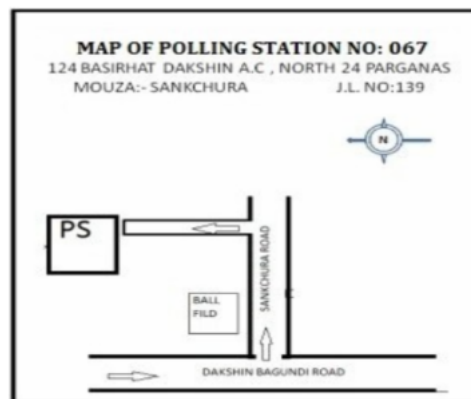 MAP OF POLLING STATION NO: 067
124 BASIRHAT DAKSHIN A.C , NORTH 24 PARGANAS
MOUZA:- SANKCHURA J.L. NO:139
N
PS
SANKCHURA ROAD
BALL
FILD
DAKSHIN BAGUNDI ROAD